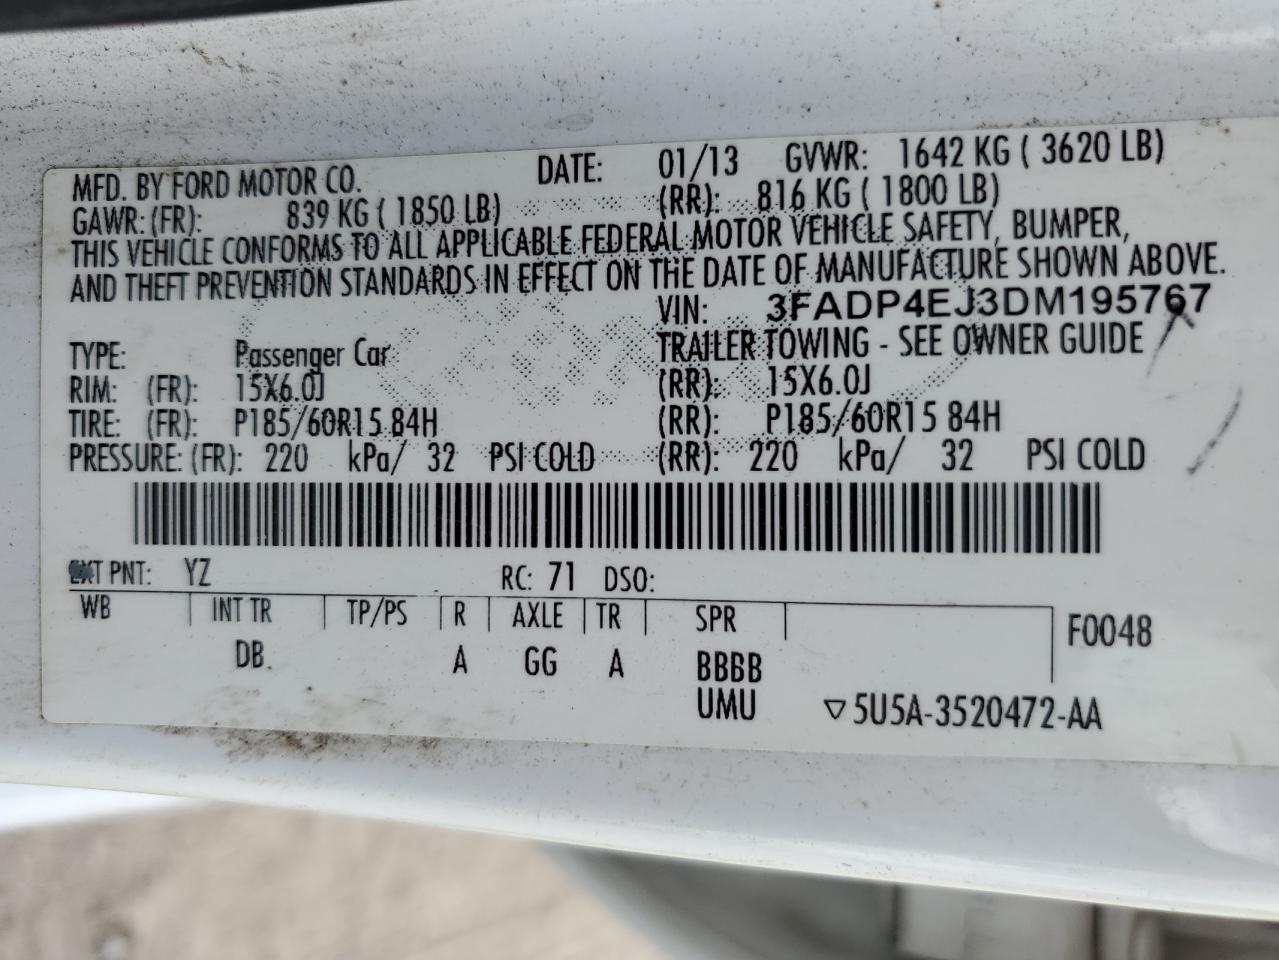 MFD. BY FORD MOTOR CO. DATE: 01/13 GVWR: 1642 KG ( 3620 LB)
GAWR: (FR): 839 KG ( 1850 LB) (RR): 816 KG ( 1800 LB)
THIS VEHICLE CONFORMS TO ALL APPLICABLE FEDERAL MOTOR VEHICLE SAFETY, BUMPER,
AND THEFT PREVENTION STANDARDS IN EFFECT ON THE DATE OF MANUFACTURE SHOWN ABOVE.
VIN: 3FADP4EJ3DM195767
TYPE: Passenger Car TRAILER TOWING - SEE OWNER GUIDE
RIM: (FR): 15X6.0J (RR): 15X6.0J
TIRE: (FR): P185/60R15 84H (RR): P185/60R15 84H
PRESSURE: (FR): 220 kPa/ 32 PSI COLD (RR): 220 kPa/ 32 PSI COLD
EXT PNT: YZ RC: 71 DSO:
WB INT TR TP/PS R AXLE TR SPR F0048
DB A GG A BBBB
UMU ▽5U5A-3520472-AA